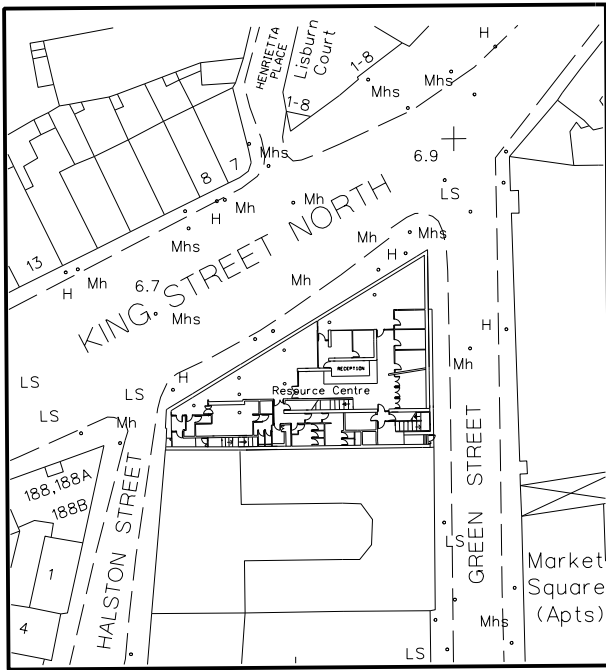 H
HENRIETTA
PLACE
Lisburn
Court
1-8
1-8
Mhs
Mhs
Mhs
6.9
8
7
LS
KING STREET NORTH
Mh
H
Mh
Mhs
Mhs
H
13
H
Mh
6.7
Mh
Mhs
H
RECEPTION
Resource Centre
Mh
LS
LS
LS
H
Mh
188,188A
188B
HALSTON STREET
GREEN STREET
LS
1
4
Market
Square
(Apts)
Mhs
LS